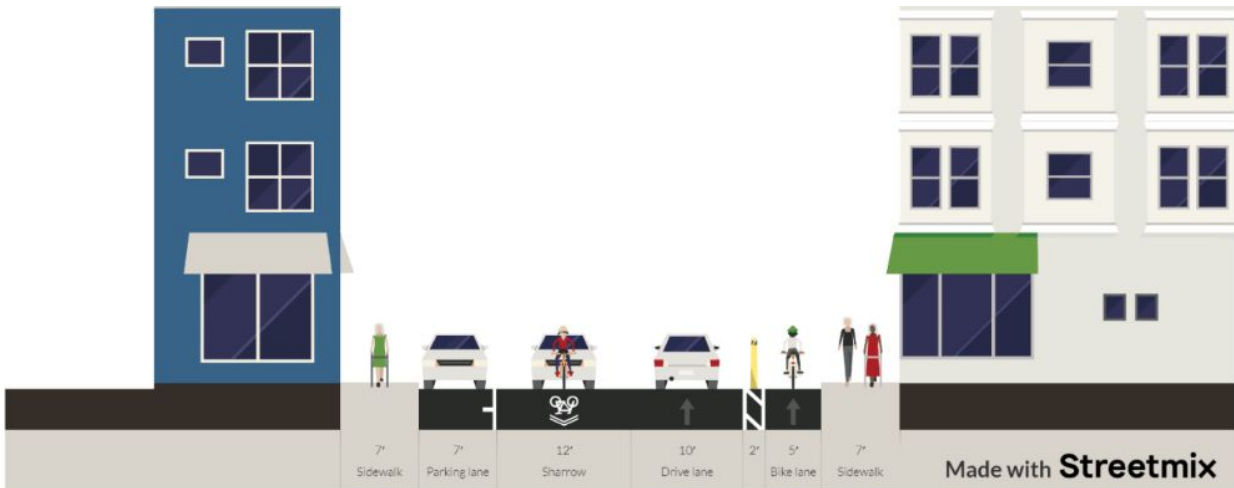 7' 7' 12' 10' 2' 5' 7'
Sidewalk Parking lane Sharrow Drive lane Bike lane Sidewalk
Made with Streetmix